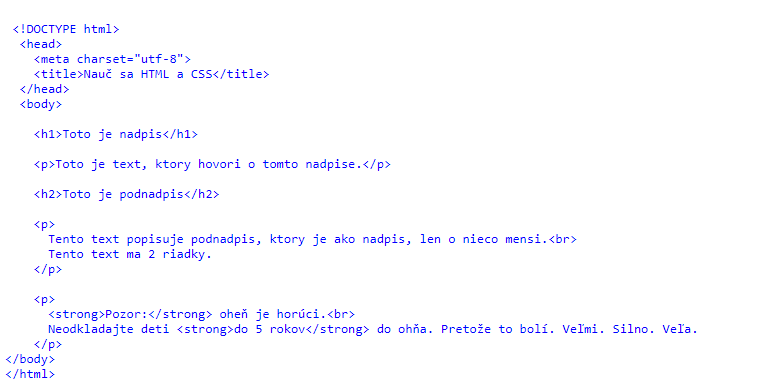 <!DOCTYPE html>
<head>
<meta charset="utf-8">
<title>Nauč sa HTML a CSS</title>
</head>
<body>
<h1>Toto je nadpis</h1>
<p>Toto je text, ktory hovori o tomto nadpise.</p>
<h2>Toto je podnadpis</h2>
<p>
Tento text popisuje podnadpis, ktory je ako nadpis, len o nieco mensi.<br>
Tento text ma 2 riadky.
</p>
<p>
<strong>Pozor:</strong> oheň je horúci.<br>
Neodkladajte deti <strong>do 5 rokov</strong> do ohňa. Pretože to bolí. Veľmi. Silno. Veľa.
</p>
</body>
</html>